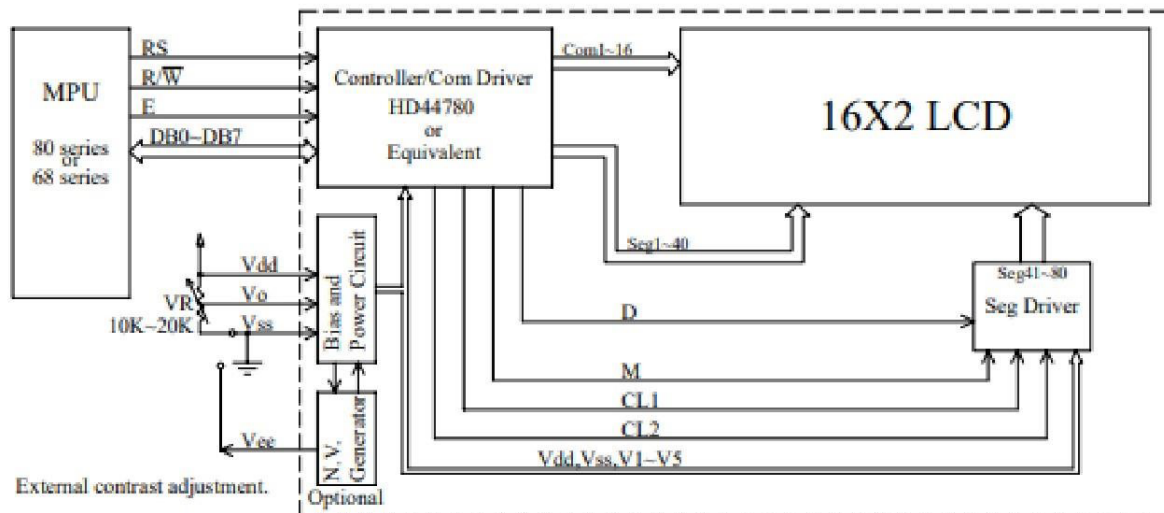 MPU
80 series
or
68 series
RS
R/W̅
E
DB0~DB7
Controller/Com Driver
HD44780
or
Equivalent
Com1~16
16X2 LCD
Seg1~40
Seg41~80
Seg Driver
Vdd
Vo
VR
10K~20K
Vss
Bias and
Power Circuit
D
M
CL1
CL2
Vdd,Vss,V1~V5
Vee
N.V.
Generator
Optional
External contrast adjustment.